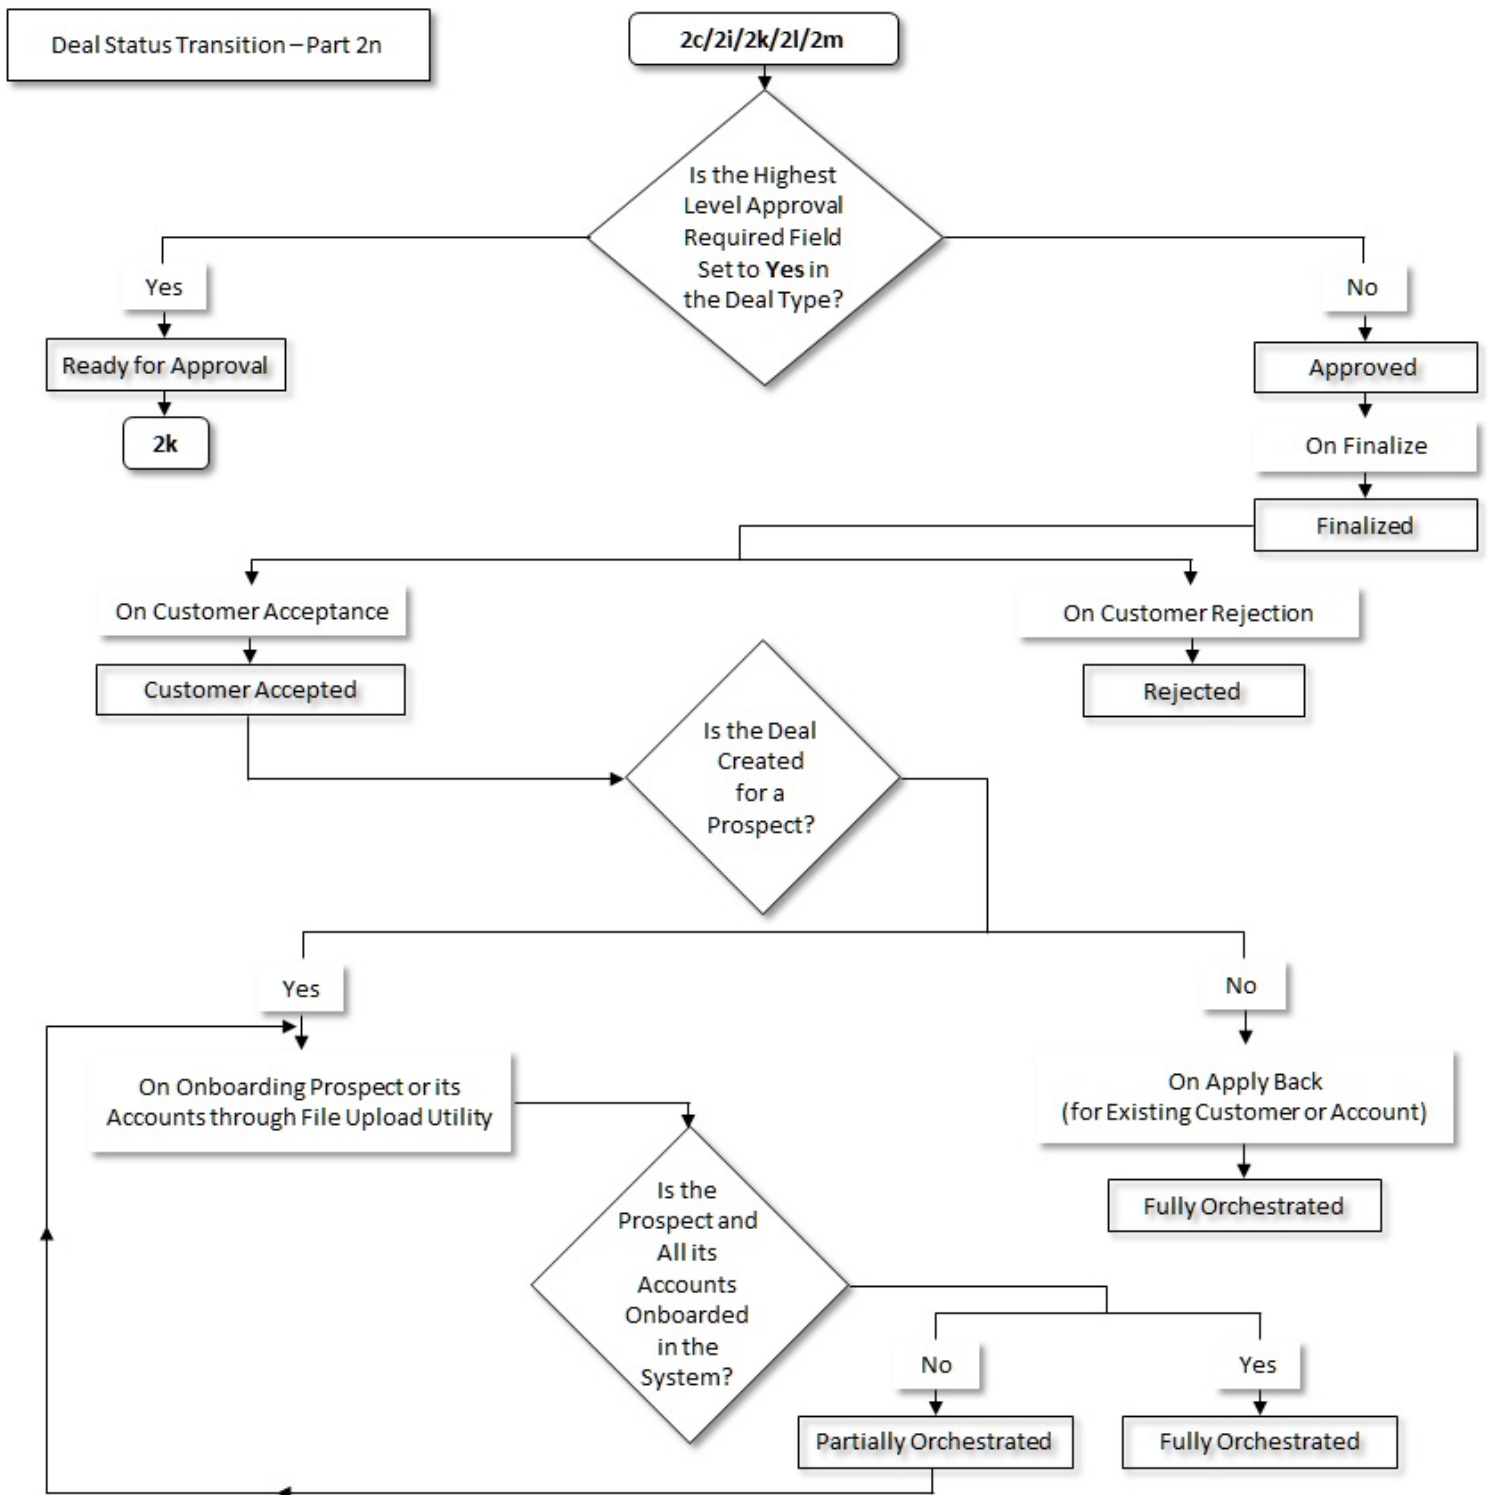 Deal Status Transition – Part 2n
2c/2i/2k/2l/2m
Is the Highest
Level Approval
Required Field
Set to Yes in
the Deal Type?
Yes
No
Ready for Approval
Approved
2k
On Finalize
Finalized
On Customer Acceptance
On Customer Rejection
Customer Accepted
Rejected
Is the Deal
Created
for a
Prospect?
Yes
No
On Onboarding Prospect or its
Accounts through File Upload Utility
On Apply Back
(for Existing Customer or Account)
Fully Orchestrated
Is the
Prospect and
All its
Accounts
Onboarded
in the
System?
No
Yes
Partially Orchestrated
Fully Orchestrated